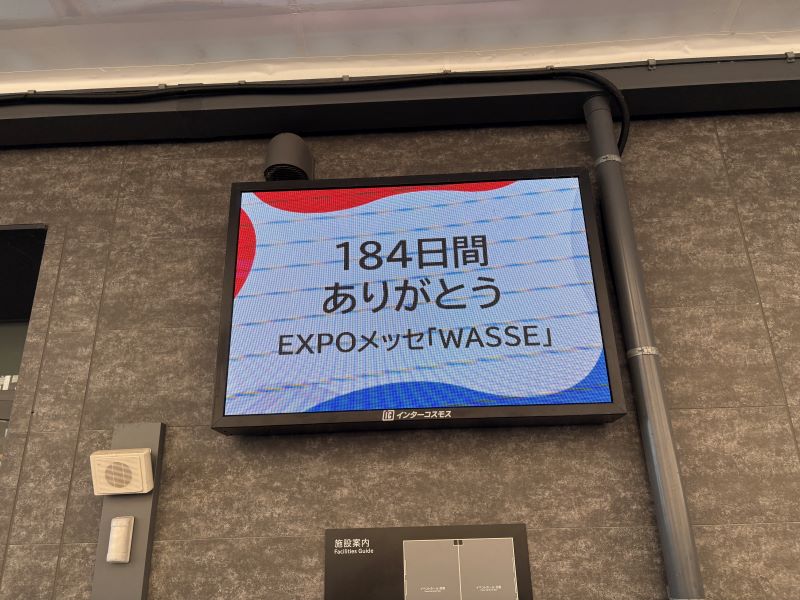 184日間
ありがとう
EXPOメッセ「WASSE」
インターコスモス
施設案内
Facilities Guide